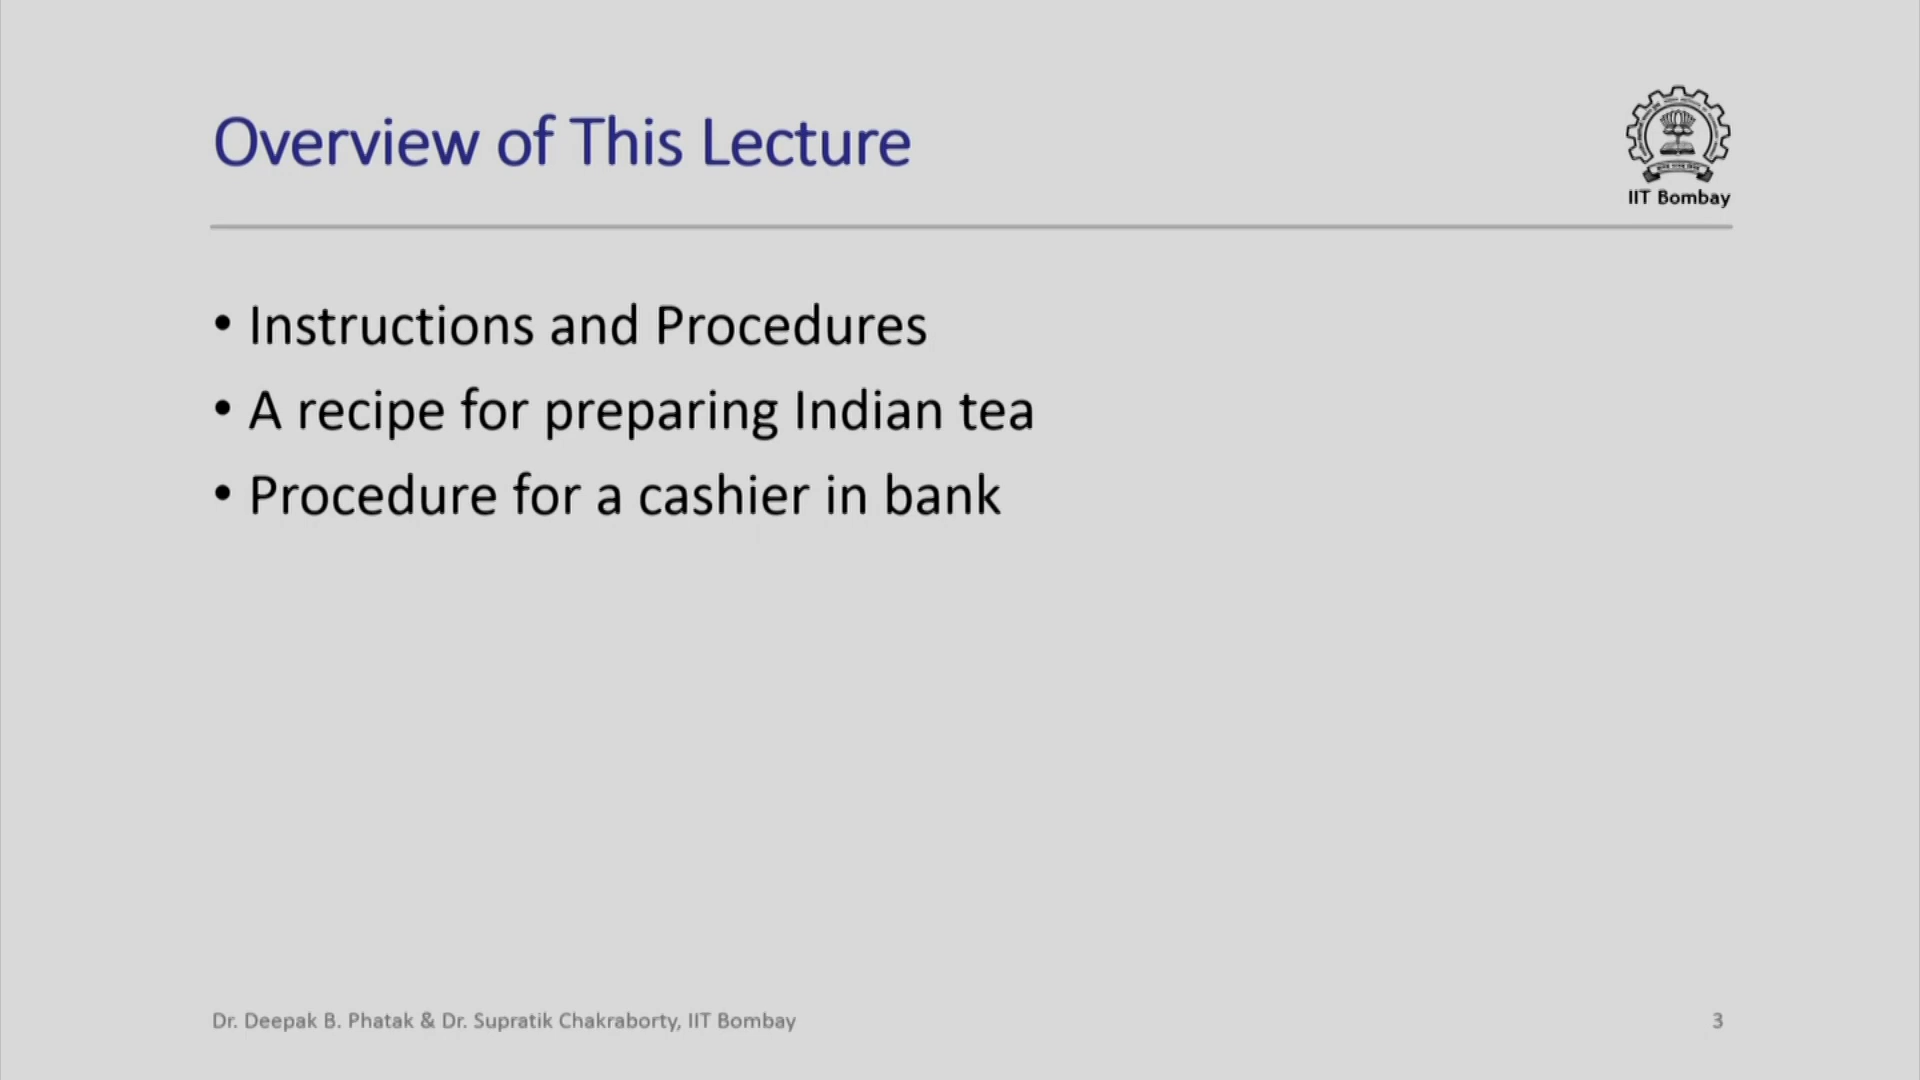 Overview of This Lecture
IIT Bombay
• Instructions and Procedures
• A recipe for preparing Indian tea
• Procedure for a cashier in bank
Dr. Deepak B. Phatak & Dr. Supratik Chakraborty, IIT Bombay
3